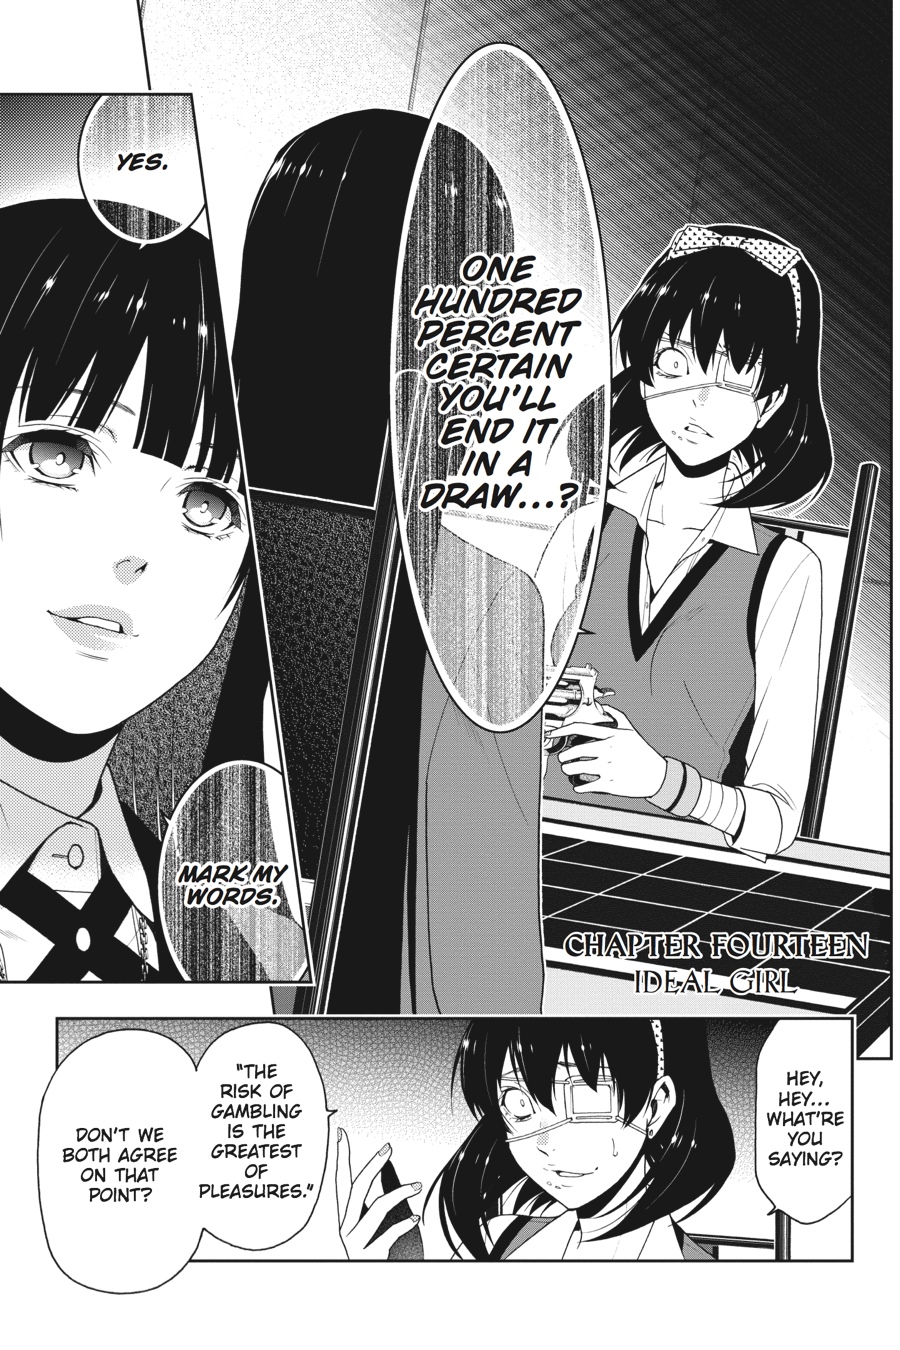 ONE
HUNDRED
PERCENT
CERTAIN
YOU'LL
END IT
IN A
DRAW...?
YES.
MARK MY
WORDS.
CHAPTER FOURTEEN
IDEAL GIRL
HEY,
HEY...
WHAT'RE
YOU
SAYING?
"THE
RISK OF
GAMBLING
IS THE
GREATEST
OF
PLEASURES."
DON'T WE
BOTH AGREE
ON THAT
POINT?